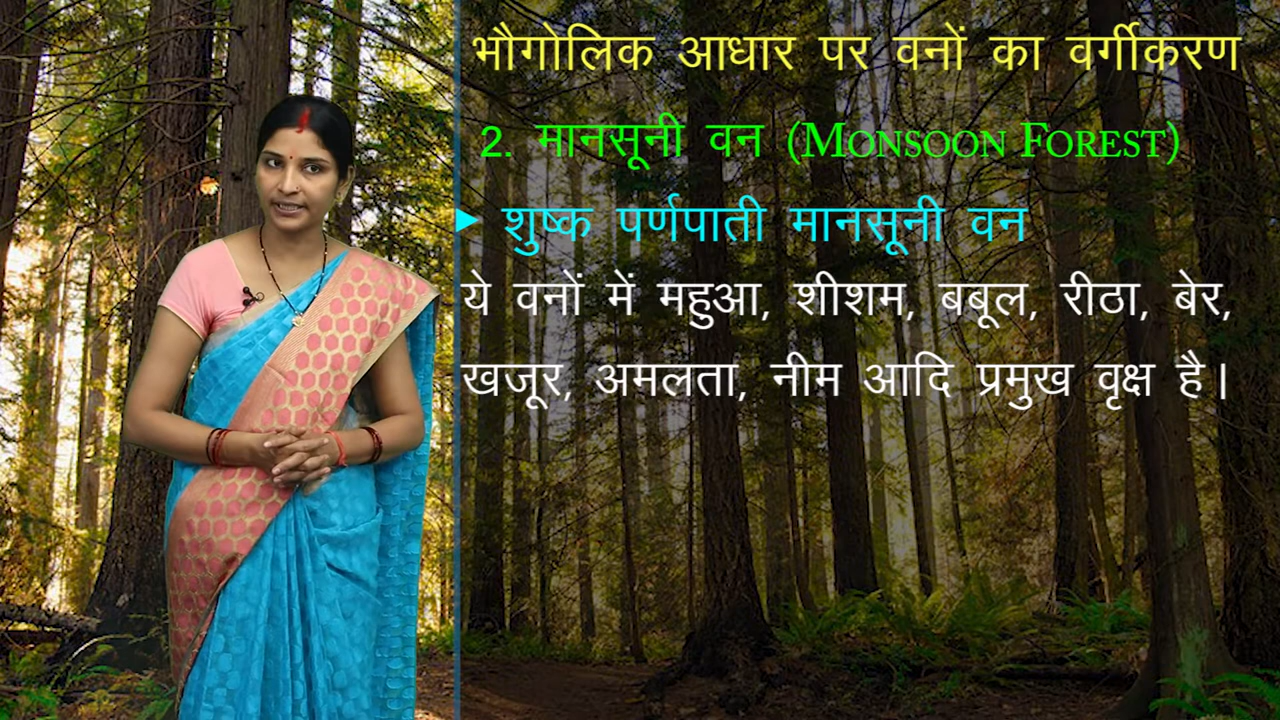 भौगोलिक आधार पर वनों का वर्गीकरण
2. मानसूनी वन (MONSOON FOREST)
▶ शुष्क पर्णपाती मानसूनी वन
ये वनों में महुआ, शीशम, बबूल, रीठा, बेर,
खजूर, अमलता, नीम आदि प्रमुख वृक्ष है।